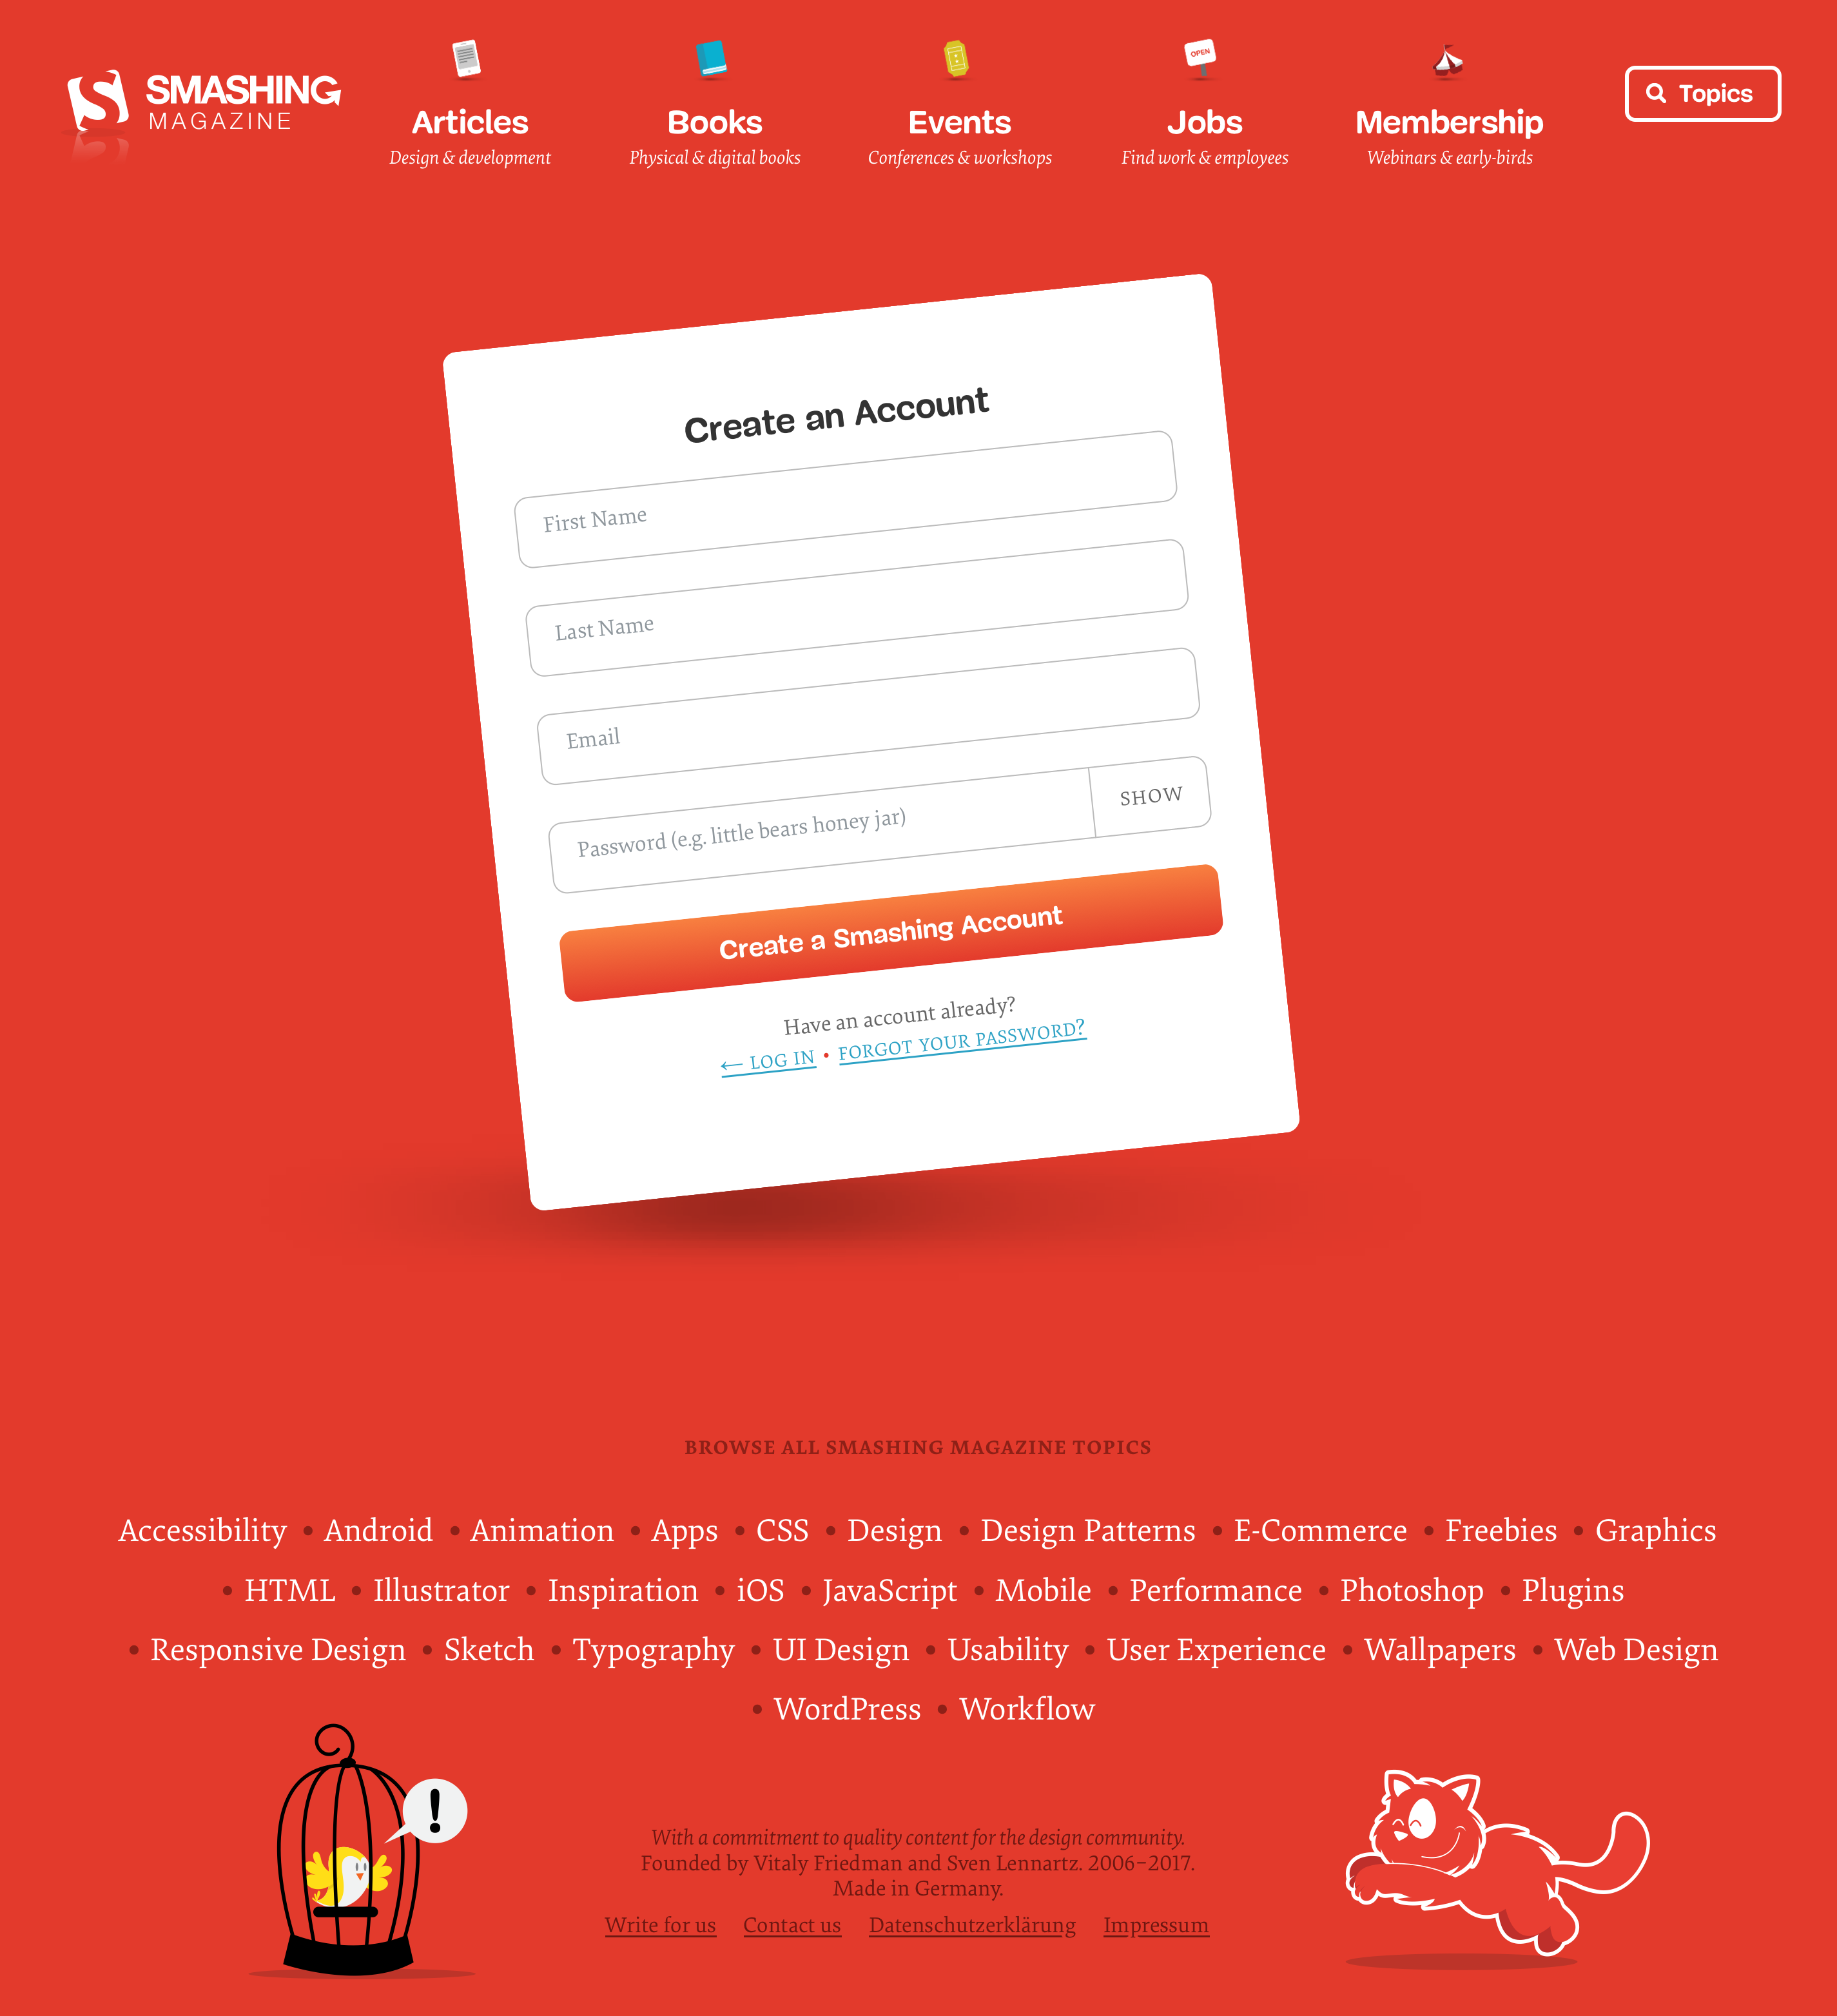 SMASHING
MAGAZINE
Articles
Design & development
Books
Physical & digital books
Events
Conferences & workshops
OPEN
Jobs
Find work & employees
Membership
Webinars & early-birds
Topics
Create an Account
First Name
Last Name
Email
Password (e.g. little bears honey jar)
SHOW
Create a Smashing Account
Have an account already?
← LOG IN • FORGOT YOUR PASSWORD?
BROWSE ALL SMASHING MAGAZINE TOPICS
Accessibility • Android • Animation • Apps • CSS • Design • Design Patterns • E-Commerce • Freebies • Graphics
• HTML • Illustrator • Inspiration • iOS • JavaScript • Mobile • Performance • Photoshop • Plugins
• Responsive Design • Sketch • Typography • UI Design • Usability • User Experience • Wallpapers • Web Design
• WordPress • Workflow
!
With a commitment to quality content for the design community.
Founded by Vitaly Friedman and Sven Lennartz. 2006–2017.
Made in Germany.
Write for us Contact us Datenschutzerklärung Impressum